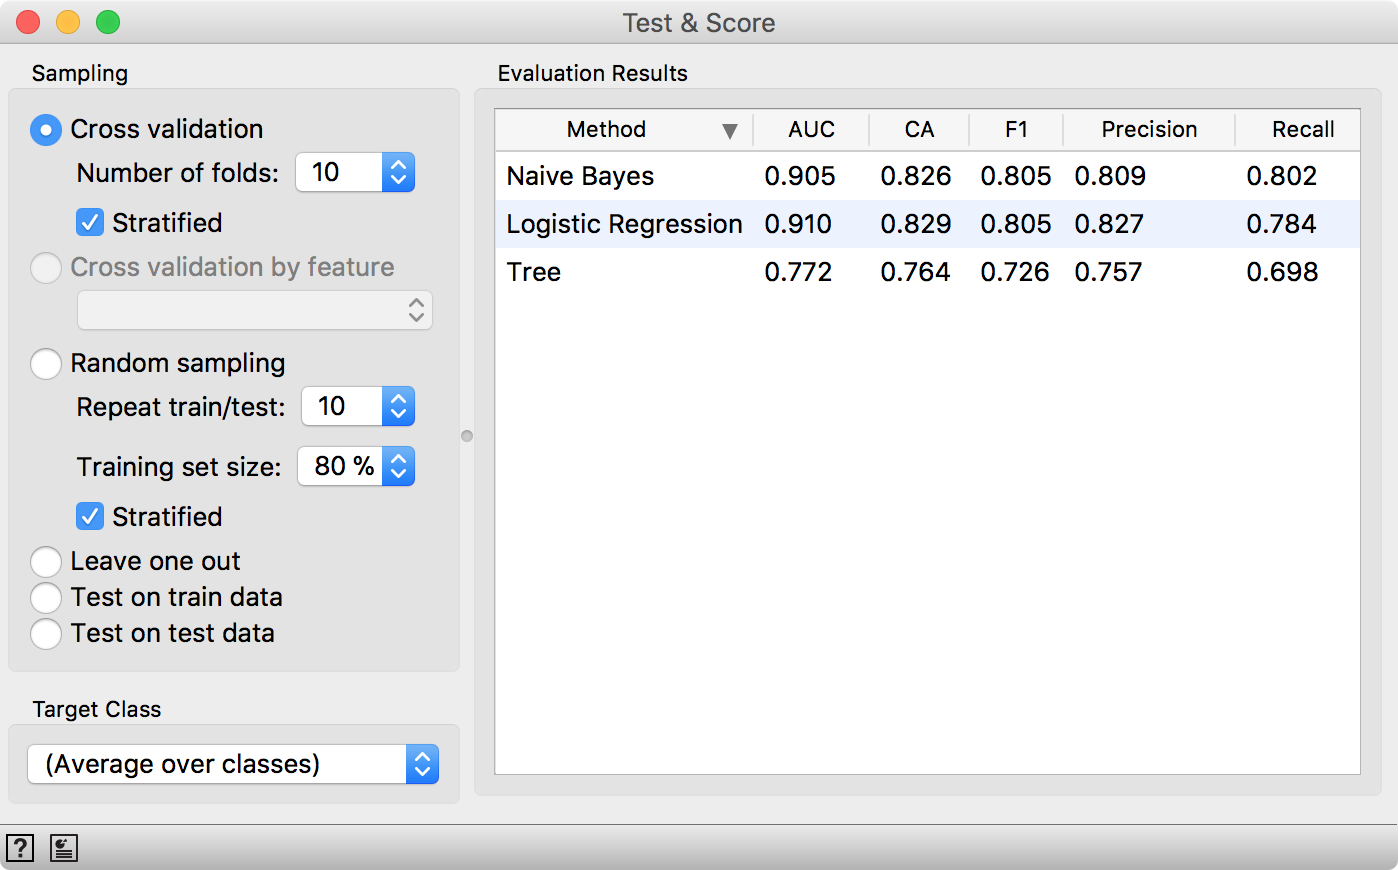 Test & Score
Sampling
Cross validation
Number of folds: 10
Stratified
Cross validation by feature
Random sampling
Repeat train/test: 10
Training set size: 80 %
Stratified
Leave one out
Test on train data
Test on test data
Target Class
(Average over classes)
Evaluation Results
Method AUC CA F1 Precision Recall
Naive Bayes 0.905 0.826 0.805 0.809 0.802
Logistic Regression 0.910 0.829 0.805 0.827 0.784
Tree 0.772 0.764 0.726 0.757 0.698
?